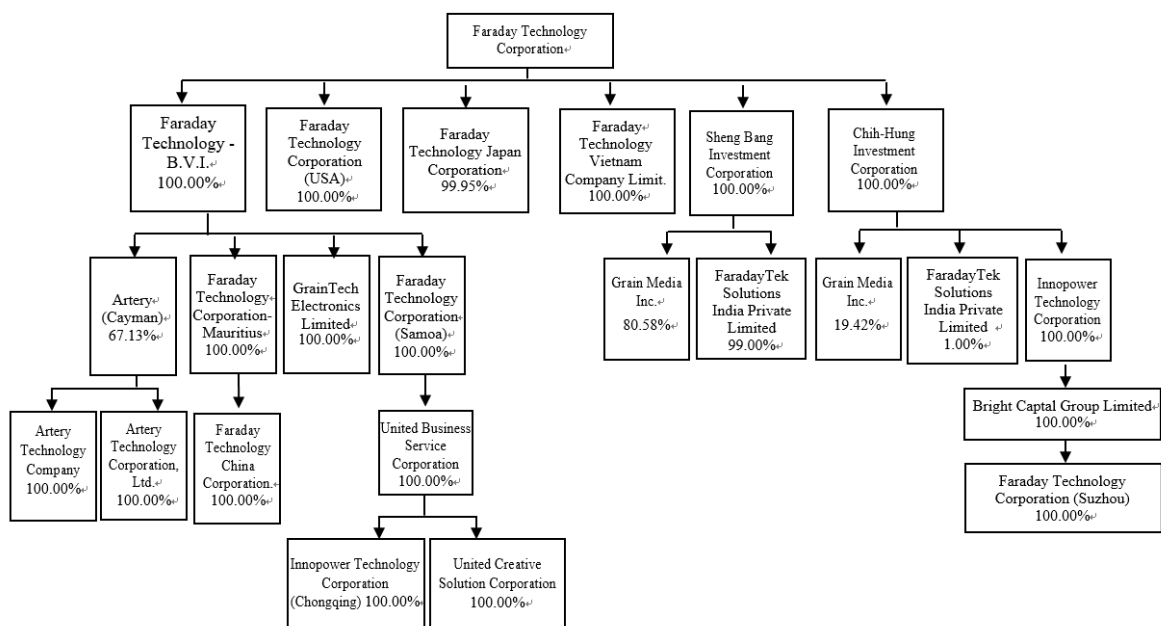 Faraday Technology
Corporation
Faraday
Technology -
B.V.I.
100.00%
Faraday
Technology
Corporation
(USA)
100.00%
Faraday
Technology Japan
Corporation
99.95%
Faraday
Technology
Vietnam
Company Limit.
100.00%
Sheng Bang
Investment
Corporation
100.00%
Chih-Hung
Investment
Corporation
100.00%
Artery
(Cayman)
67.13%
Faraday
Technology
Corporation-
Mauritius
100.00%
GrainTech
Electronics
Limited
100.00%
Faraday
Technology
Corporation
(Samoa)
100.00%
Grain Media
Inc.
80.58%
FaradayTek
Solutions
India Private
Limited
99.00%
Grain Media
Inc.
19.42%
FaradayTek
Solutions
India Private
Limited
1.00%
Innopower
Technology
Corporation
100.00%
Artery
Technology
Company
100.00%
Artery
Technology
Corporation,
Ltd.
100.00%
Faraday
Technology
China
Corporation.
100.00%
United Business
Service
Corporation
100.00%
Bright Captal Group Limited
100.00%
Faraday Technology
Corporation (Suzhou)
100.00%
Innopower Technology
Corporation
(Chongqing) 100.00%
United Creative
Solution Corporation
100.00%